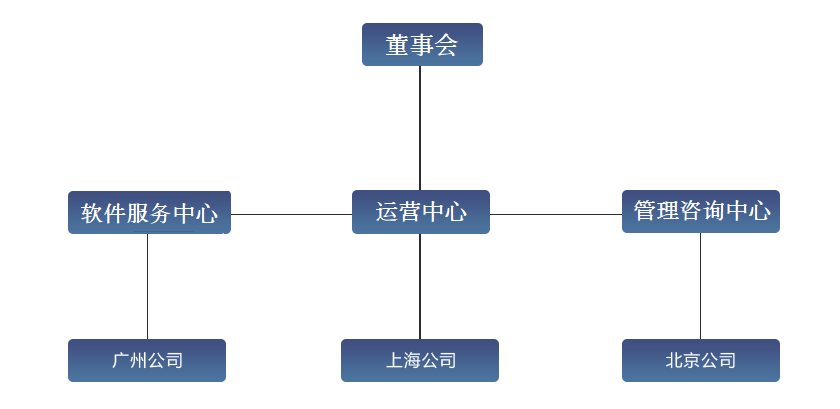 董事会
软件服务中心
运营中心
管理咨询中心
广州公司
上海公司
北京公司